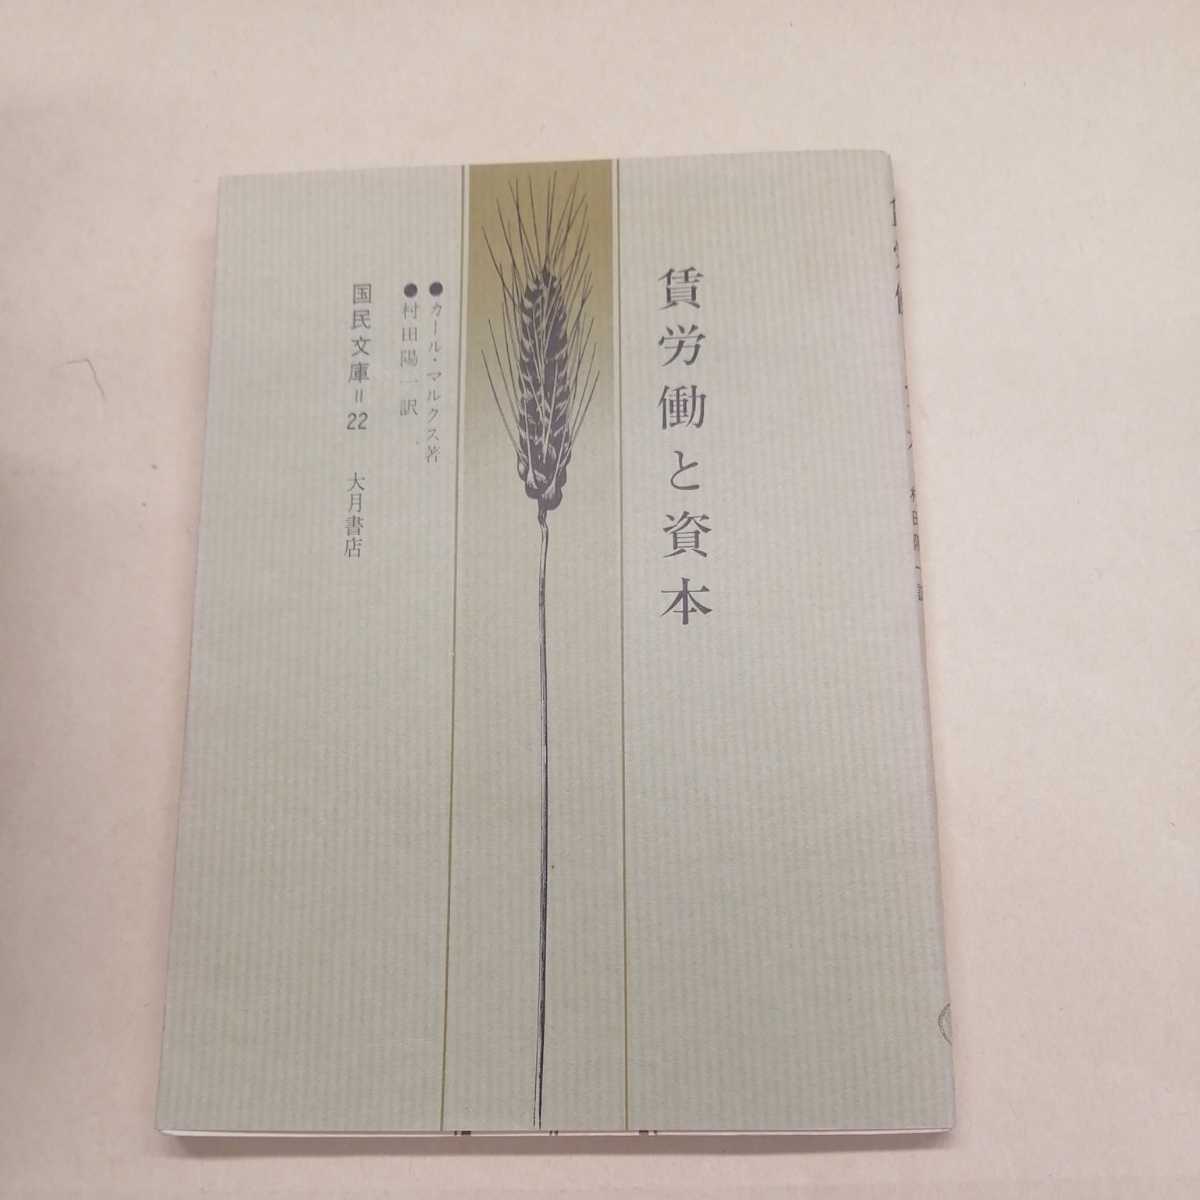 賃労働と資本
●カール・マルクス著
●村田陽一訳
国民文庫=22
大月書店